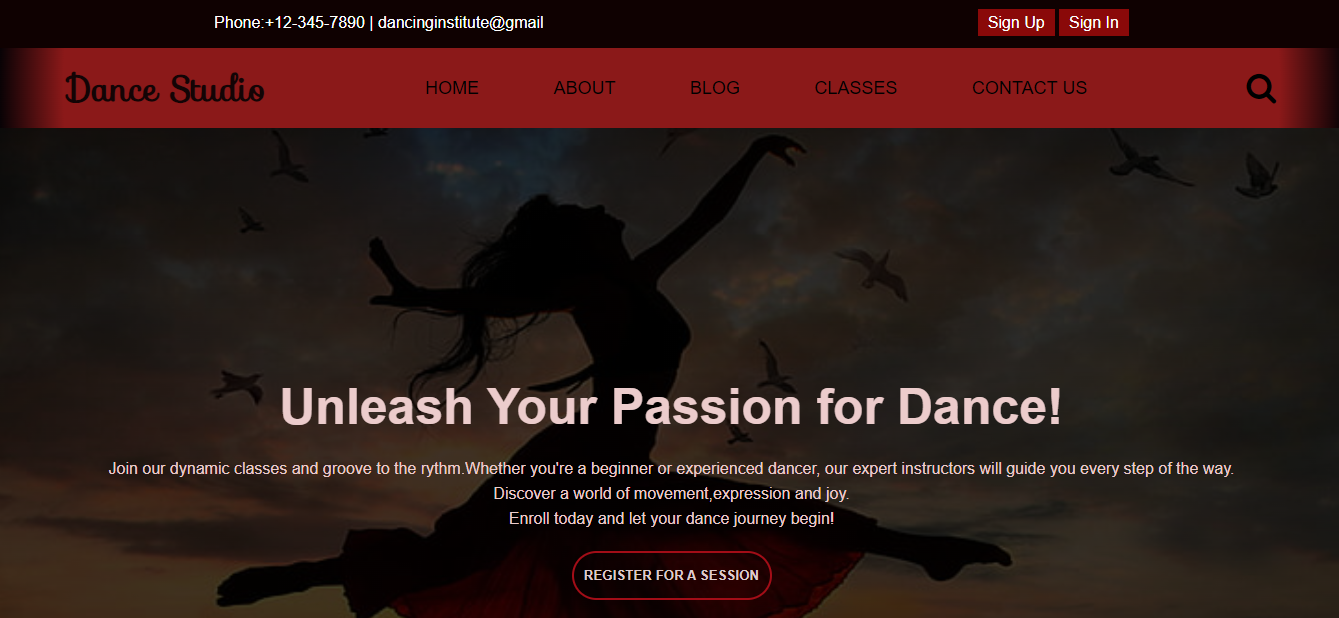 Phone:+12-345-7890 | dancinginstitute@gmail
Sign Up
Sign In
Dance Studio
HOME
ABOUT
BLOG
CLASSES
CONTACT US
Unleash Your Passion for Dance!
Join our dynamic classes and groove to the rythm.Whether you're a beginner or experienced dancer, our expert instructors will guide you every step of the way.
Discover a world of movement,expression and joy.
Enroll today and let your dance journey begin!
REGISTER FOR A SESSION